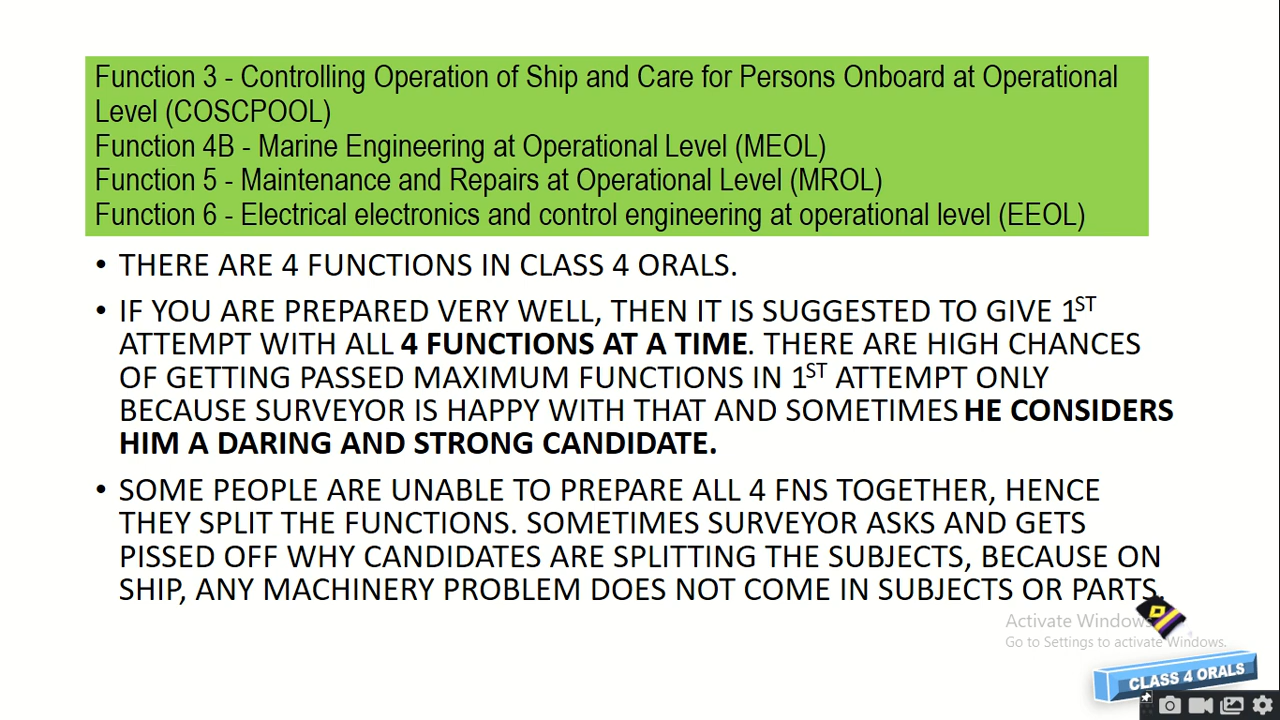 Function 3 - Controlling Operation of Ship and Care for Persons Onboard at Operational
Level (COSCPOOL)
Function 4B - Marine Engineering at Operational Level (MEOL)
Function 5 - Maintenance and Repairs at Operational Level (MROL)
Function 6 - Electrical electronics and control engineering at operational level (EEOL)
• THERE ARE 4 FUNCTIONS IN CLASS 4 ORALS.
• IF YOU ARE PREPARED VERY WELL, THEN IT IS SUGGESTED TO GIVE 1ST
ATTEMPT WITH ALL 4 FUNCTIONS AT A TIME. THERE ARE HIGH CHANCES
OF GETTING PASSED MAXIMUM FUNCTIONS IN 1ST ATTEMPT ONLY
BECAUSE SURVEYOR IS HAPPY WITH THAT AND SOMETIMES HE CONSIDERS
HIM A DARING AND STRONG CANDIDATE.
• SOME PEOPLE ARE UNABLE TO PREPARE ALL 4 FNS TOGETHER, HENCE
THEY SPLIT THE FUNCTIONS. SOMETIMES SURVEYOR ASKS AND GETS
PISSED OFF WHY CANDIDATES ARE SPLITTING THE SUBJECTS, BECAUSE ON
SHIP, ANY MACHINERY PROBLEM DOES NOT COME IN SUBJECTS OR PARTS.
Activate Windows
Go to Settings to activate Windows.
CLASS 4 ORALS